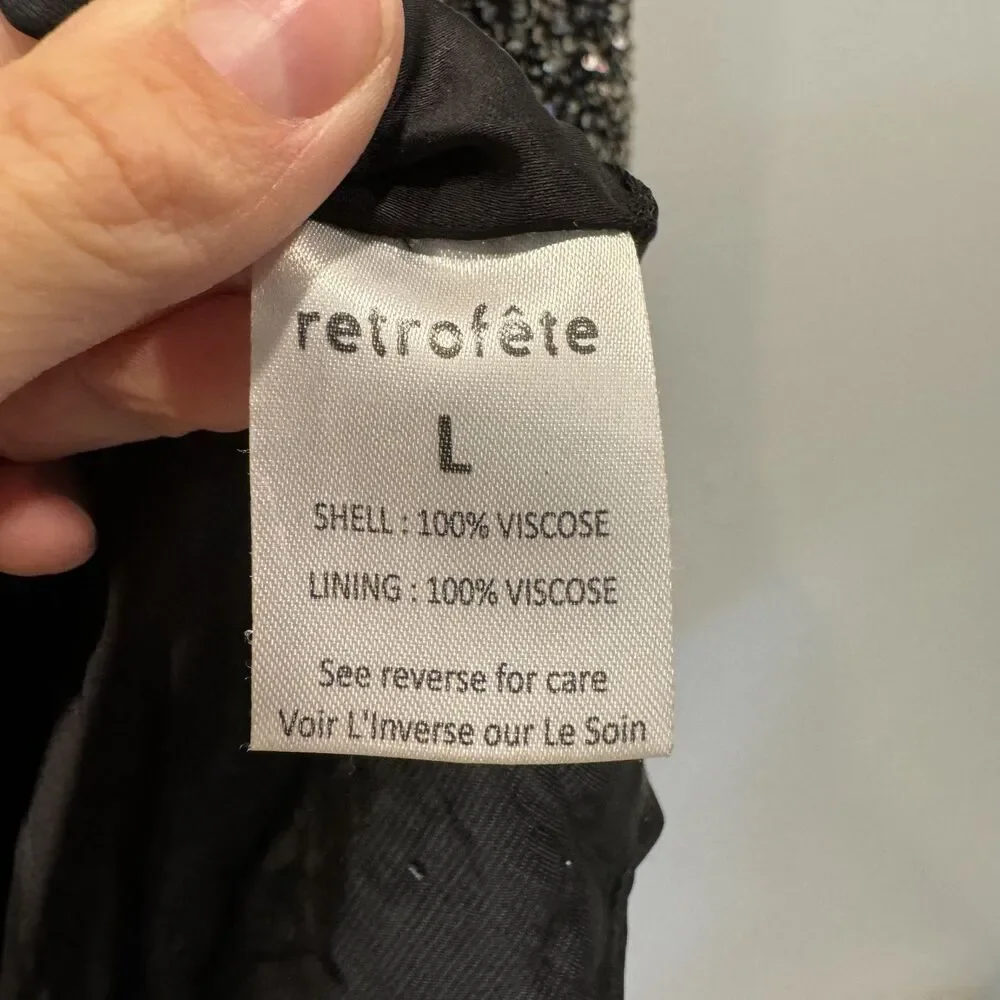 retrofête
L
SHELL : 100% VISCOSE
LINING : 100% VISCOSE
See reverse for care
Voir L'Inverse our Le Soin